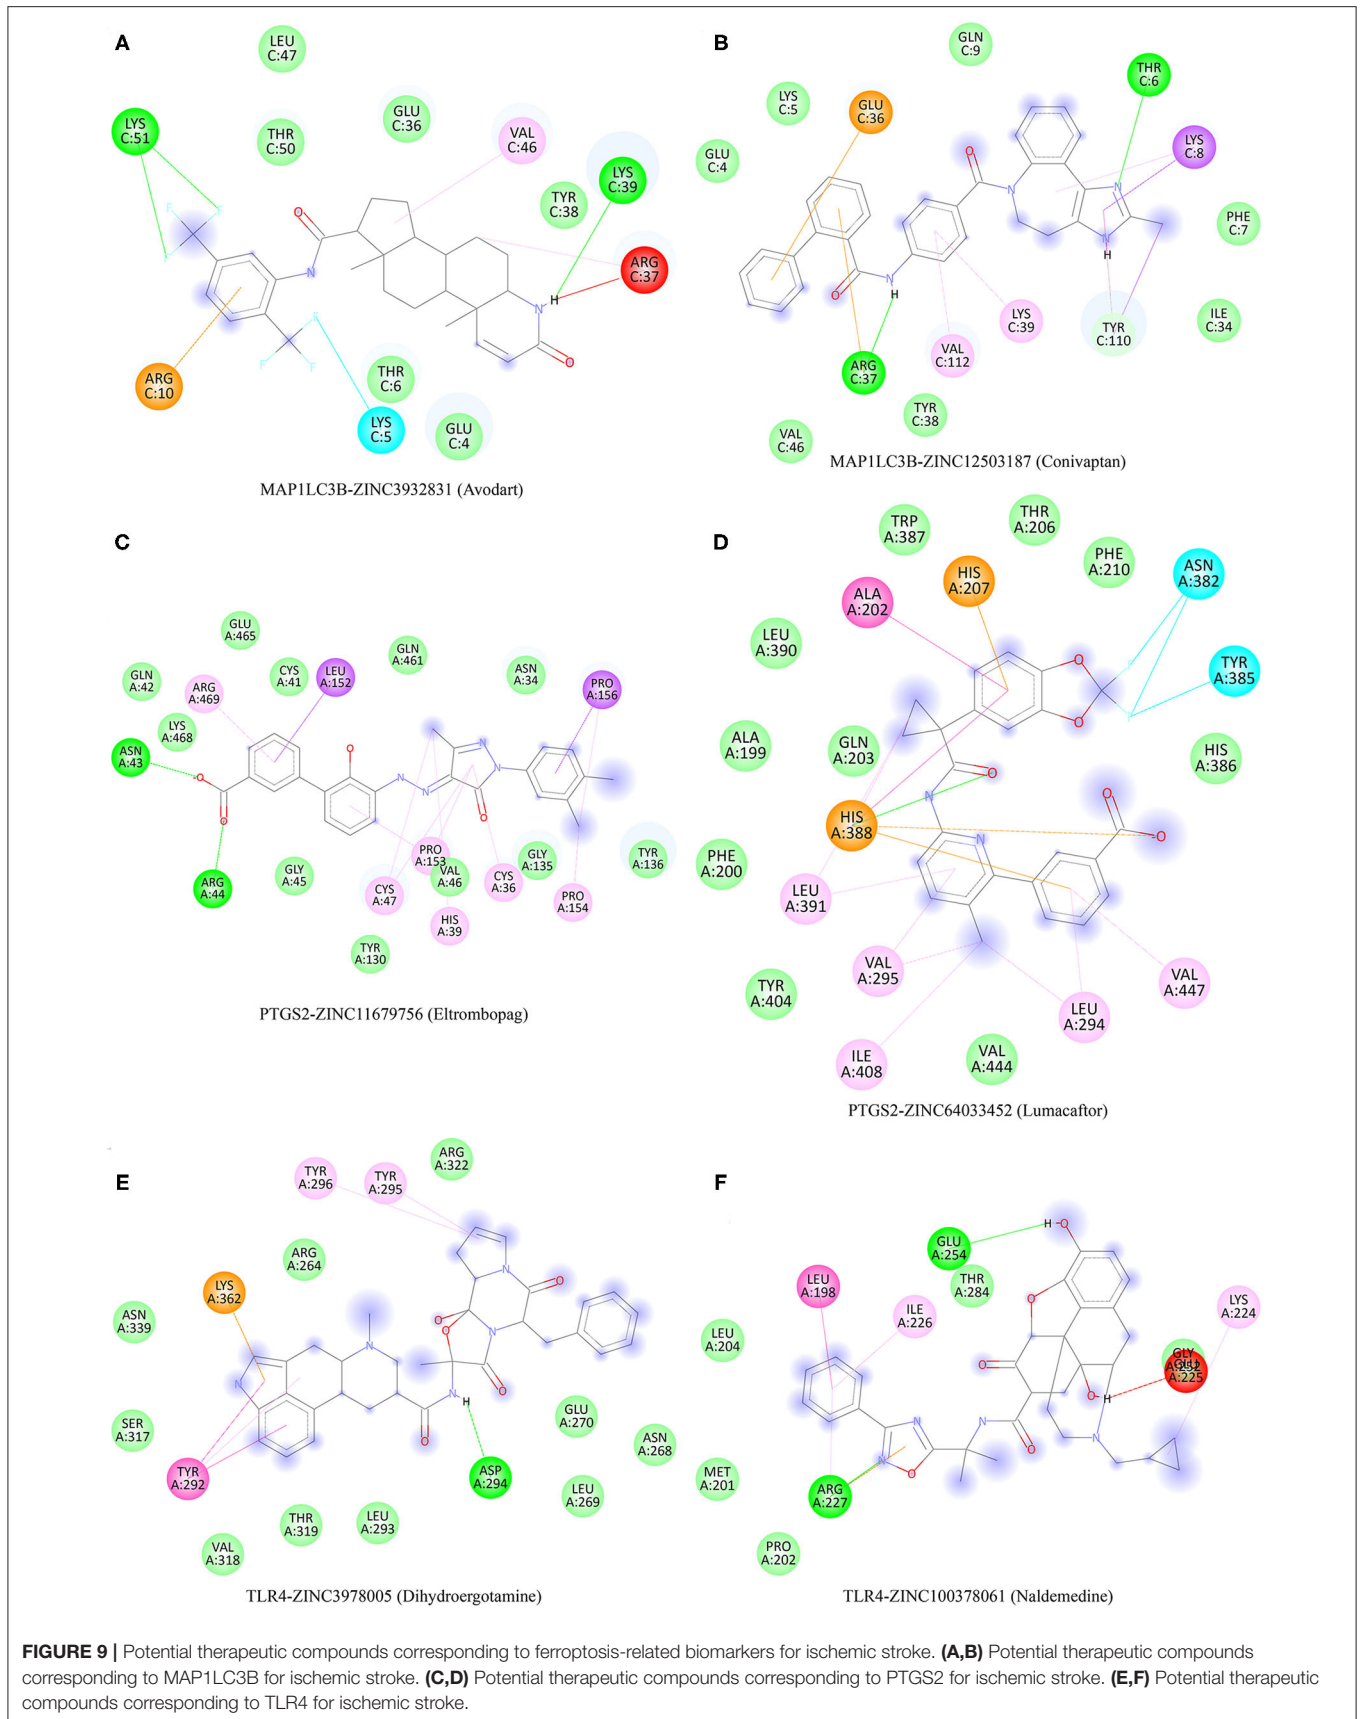 A
LEU
C:47
LYS
C:51
THR
C:50
GLU
C:36
VAL
C:46
LYS
C:39
TYR
C:38
ARG
C:37
ARG
C:10
THR
C:6
LYS
C:5
GLU
C:4
F
F
F
F
F
F
O
N
N
H
O
MAP1LC3B-ZINC3932831 (Avodart)
B
GLN
C:9
THR
C:6
LYS
C:5
GLU
C:36
GLU
C:4
LYS
C:8
PHE
C:7
ILE
C:34
LYS
C:39
TYR
C:110
VAL
C:112
ARG
C:37
TYR
C:38
VAL
C:46
O
N
N
N
H
O
N
H
MAP1LC3B-ZINC12503187 (Conivaptan)
C
GLU
A:465
GLN
A:42
ARG
A:469
CYS
A:41
LEU
A:152
GLN
A:461
ASN
A:34
PRO
A:156
LYS
A:468
ASN
A:43
ARG
A:44
GLY
A:45
PRO
A:153
VAL
A:46
CYS
A:47
CYS
A:36
GLY
A:135
TYR
A:136
PRO
A:154
HIS
A:39
TYR
A:130
O
O
O
N
N
N
N
O
PTGS2-ZINC11679756 (Eltrombopag)
D
TRP
A:387
THR
A:206
PHE
A:210
ASN
A:382
HIS
A:207
ALA
A:202
LEU
A:390
TYR
A:385
ALA
A:199
GLN
A:203
HIS
A:386
HIS
A:388
PHE
A:200
LEU
A:391
VAL
A:295
TYR
A:404
VAL
A:447
LEU
A:294
ILE
A:408
VAL
A:444
O
O
F
F
O
N
N
O
O
PTGS2-ZINC64033452 (Lumacaftor)
E
TYR
A:296
TYR
A:295
ARG
A:322
ARG
A:264
LYS
A:362
ASN
A:339
SER
A:317
TYR
A:292
ASP
A:294
GLU
A:270
ASN
A:268
LEU
A:269
THR
A:319
LEU
A:293
VAL
A:318
N
O
O
O
N
N
N
N
H
O
O
TLR4-ZINC3978005 (Dihydroergotamine)
F
GLU
A:254
THR
A:284
LEU
A:198
ILE
A:226
LYS
A:224
LEU
A:204
GLY
A:252
A:225
MET
A:201
ARG
A:227
PRO
A:202
H-O
O
O
O
H
N
O
N
N
O
N
TLR4-ZINC100378061 (Naldemedine)
FIGURE 9 | Potential therapeutic compounds corresponding to ferroptosis-related biomarkers for ischemic stroke. (A,B) Potential therapeutic compounds
corresponding to MAP1LC3B for ischemic stroke. (C,D) Potential therapeutic compounds corresponding to PTGS2 for ischemic stroke. (E,F) Potential therapeutic
compounds corresponding to TLR4 for ischemic stroke.